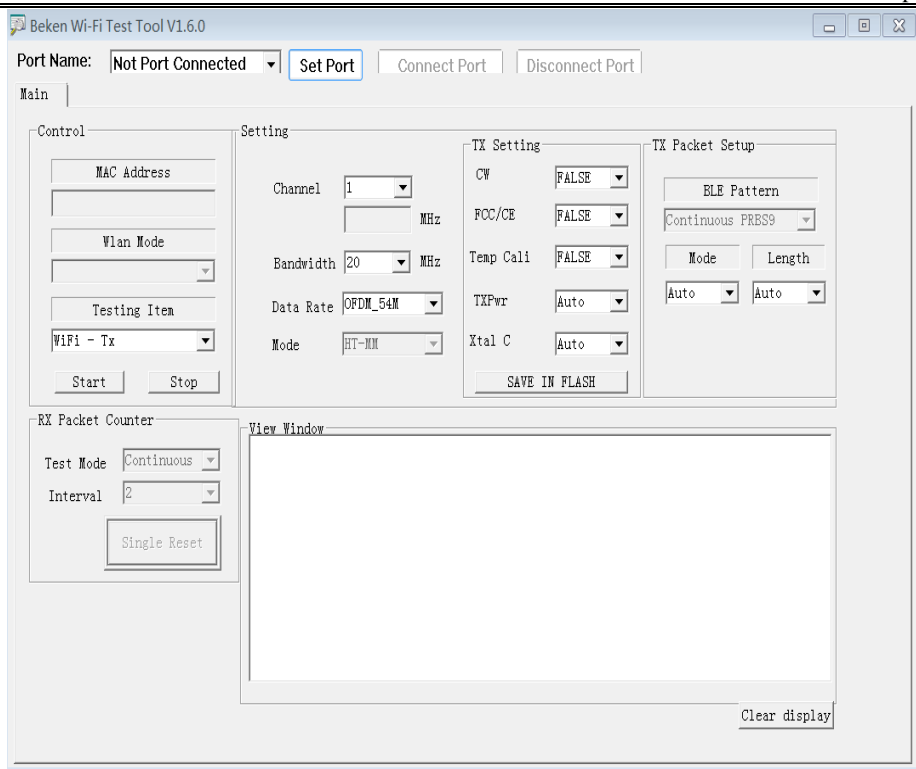 Beken Wi-Fi Test Tool V1.6.0
Port Name: Not Port Connected Set Port Connect Port Disconnect Port
Main
Control
MAC Address
Wlan Mode
Testing Item
WiFi - Tx
Start Stop
Setting
Channel 1
MHz
Bandwidth 20 MHz
Data Rate OFDM_54M
Mode HT-MM
TX Setting
CW FALSE
FCC/CE FALSE
Temp Cali FALSE
TXPwr Auto
Xtal C Auto
SAVE IN FLASH
TX Packet Setup
BLE Pattern
Continuous PRBS9
Mode Length
Auto Auto
RX Packet Counter
Test Mode Continuous
Interval 2
Single Reset
View Window
Clear display